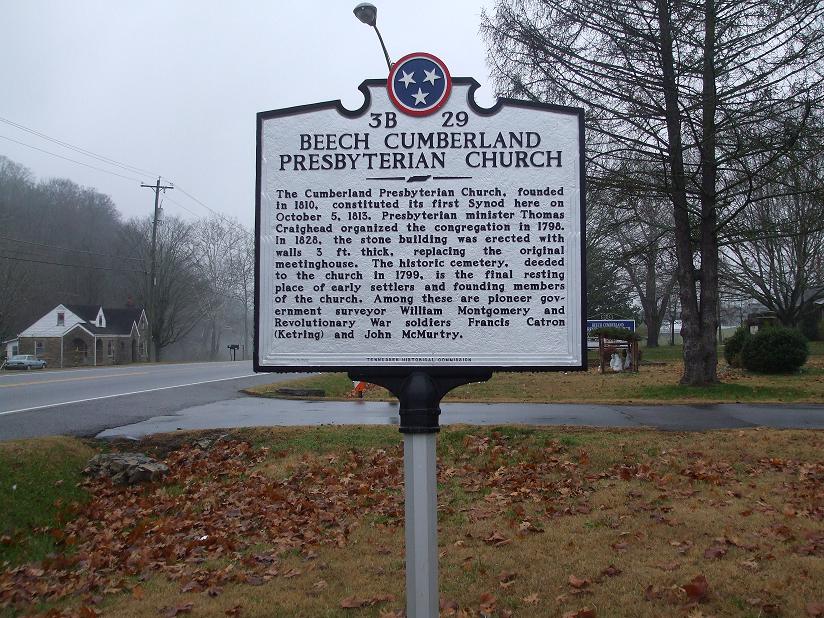 3B 29
BEECH CUMBERLAND
PRESBYTERIAN CHURCH
The Cumberland Presbyterian Church, founded
in 1810, constituted its first Synod here on
October 5, 1813. Presbyterian minister Thomas
Craighead organized the congregation in 1798.
In 1828, the stone building was erected with
walls 3 ft. thick, replacing the original
meetinghouse. The historic cemetery, deeded
to the church in 1799, is the final resting
place of early settlers and founding members
of the church. Among these are pioneer gov-
ernment surveyor William Montgomery and
Revolutionary War soldiers Francis Catron
(Ketring) and John McMurtry.
TENNESSEE HISTORICAL COMMISSION